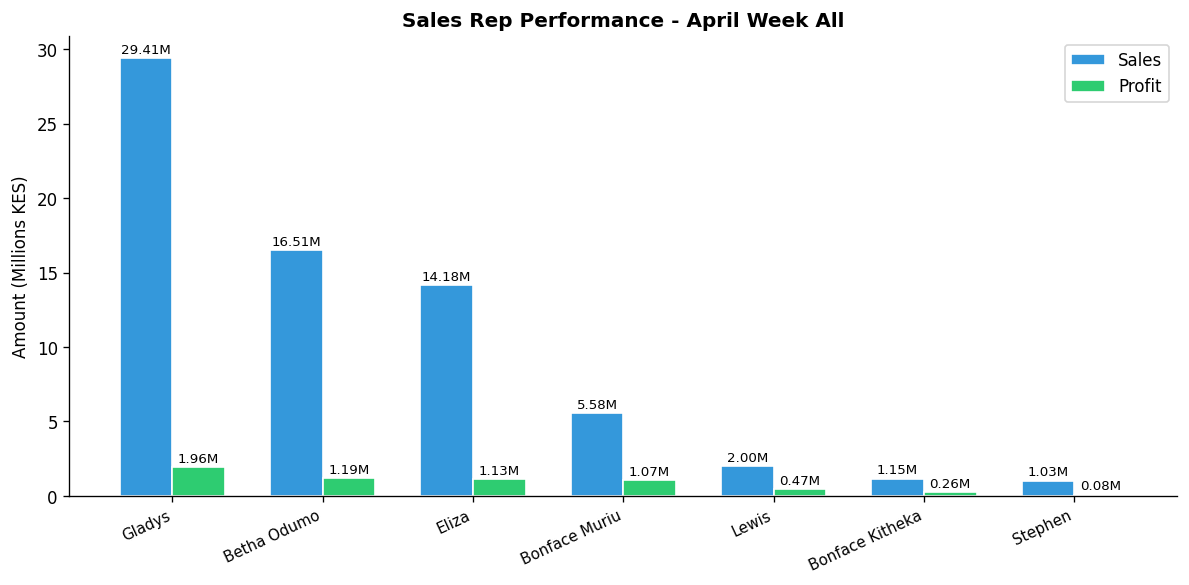 Sales Rep Performance - April Week All
Sales
Profit
Amount (Millions KES)
30
25
20
15
10
5
0
29.41M
1.96M
16.51M
1.19M
14.18M
1.13M
5.58M
1.07M
2.00M
0.47M
1.15M
0.26M
1.03M
0.08M
Gladys
Betha Odumo
Eliza
Bonface Muriu
Lewis
Bonface Kitheka
Stephen